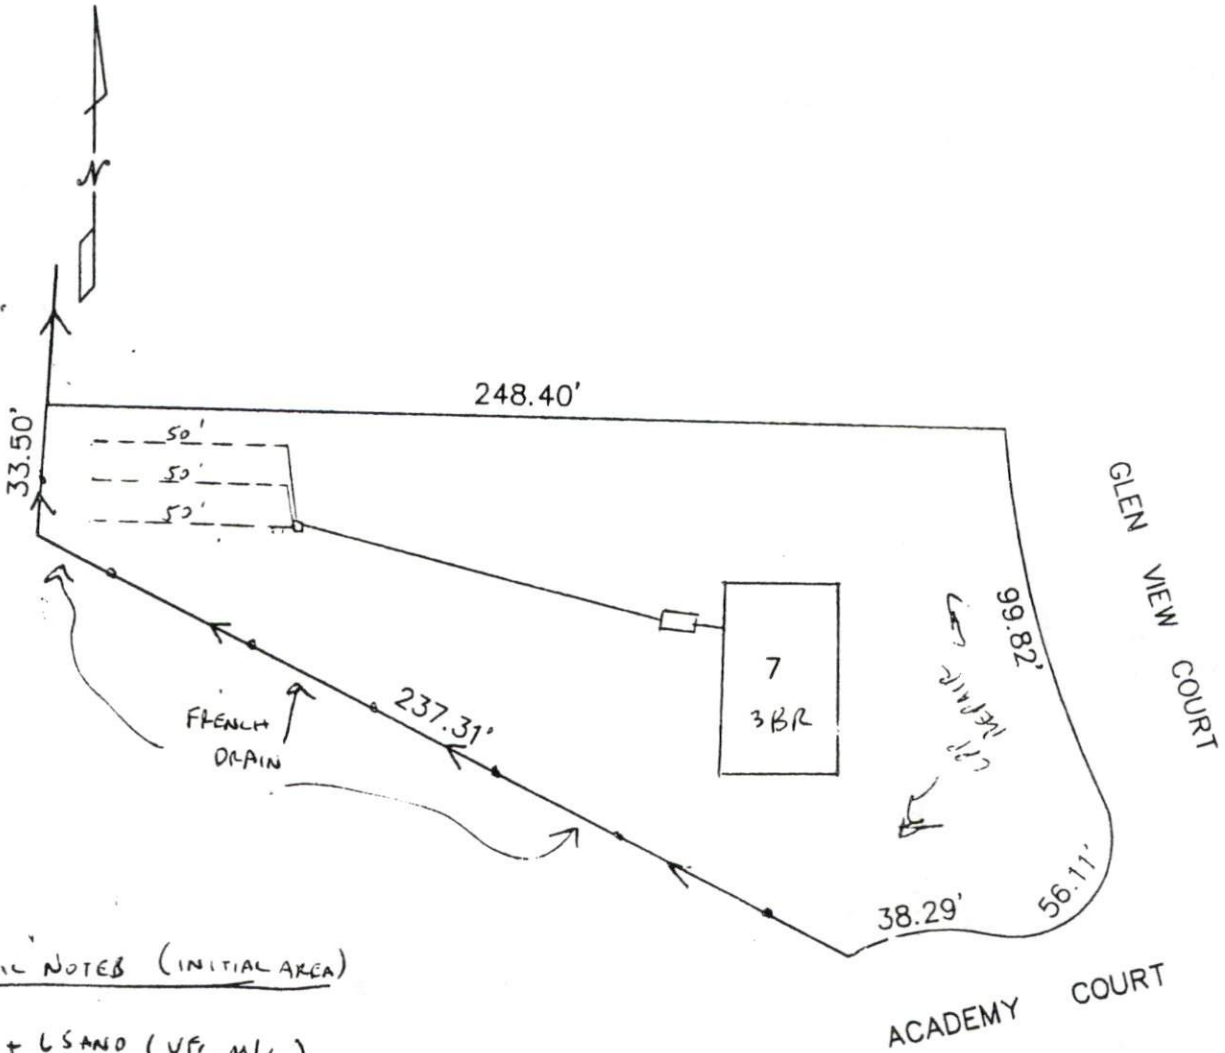 N
248.40'
33.50'
50'
50'
50'
GLEN VIEW COURT
99.82'
7
3BR
REPAIR
237.31'
FRENCH
DRAIN
56.11'
38.29'
NOTES (INITIAL AREA)
ACADEMY COURT